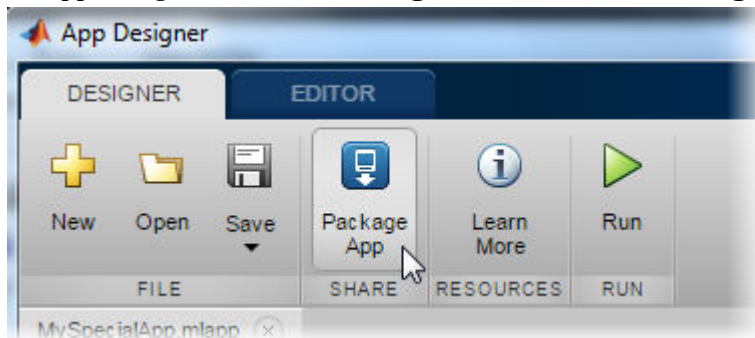 App Designer
DESIGNER EDITOR
New Open Save Package App Learn More Run
FILE SHARE RESOURCES RUN
MySpecialApp.mlapp